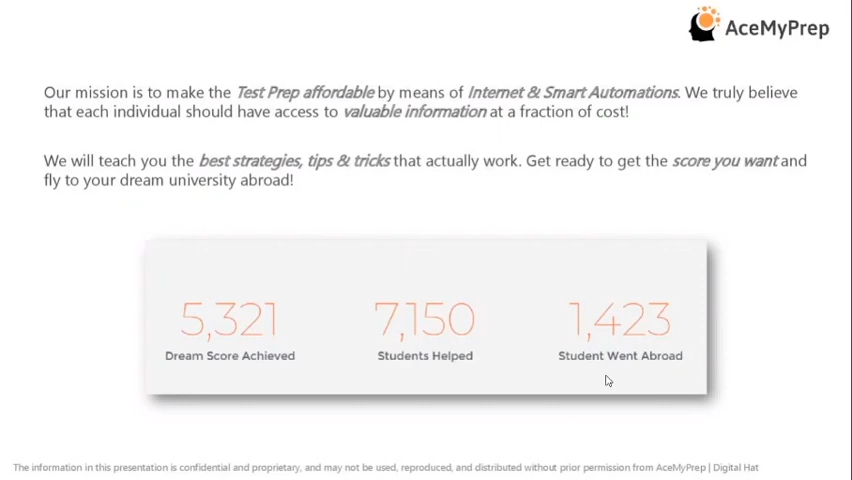 AceMyPrep
Our mission is to make the Test Prep affordable by means of Internet & Smart Automations. We truly believe
that each individual should have access to valuable information at a fraction of cost!
We will teach you the best strategies, tips & tricks that actually work. Get ready to get the score you want and
fly to your dream university abroad!
5,321 7,150 1,423
Dream Score Achieved Students Helped Student Went Abroad
The information in this presentation is confidential and proprietary, and may not be used, reproduced, and distributed without prior permission from AceMyPrep | Digital Hat